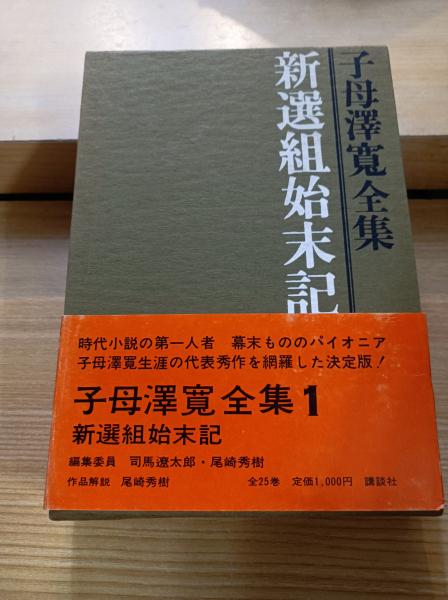 子母澤寛全集
新選組始末記
時代小説の第一人者　幕末もののパイオニア
子母澤寛生涯の代表秀作を網羅した決定版！
子母澤寛全集1
新選組始末記
編集委員　司馬遼太郎・尾崎秀樹
作品解説　尾崎秀樹　全25巻　定価1,000円　講談社